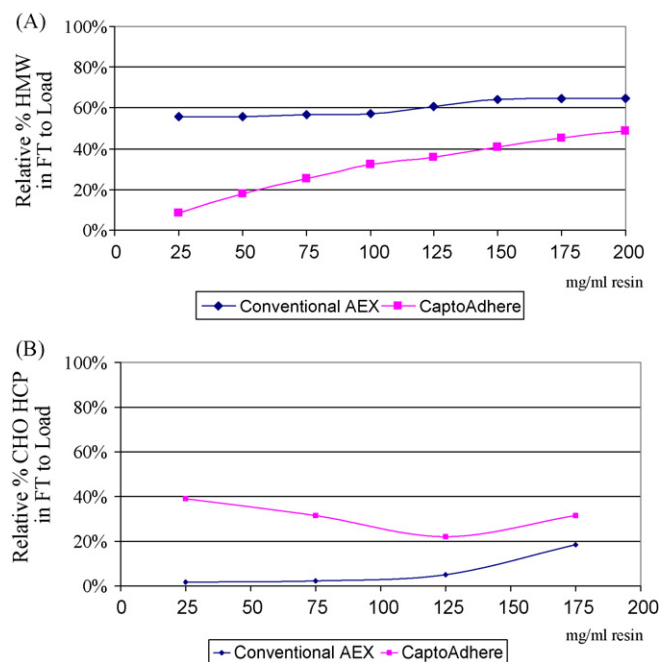 (A)
Relative % HMW
in FT to Load
100%
80%
60%
40%
20%
0%
0 25 50 75 100 125 150 175 200
mg/ml resin
Conventional AEX CaptoAdhere
(B)
Relative % CHO HCP
in FT to Load
100%
80%
60%
40%
20%
0%
0 25 50 75 100 125 150 175 200
mg/ml resin
Conventional AEX CaptoAdhere